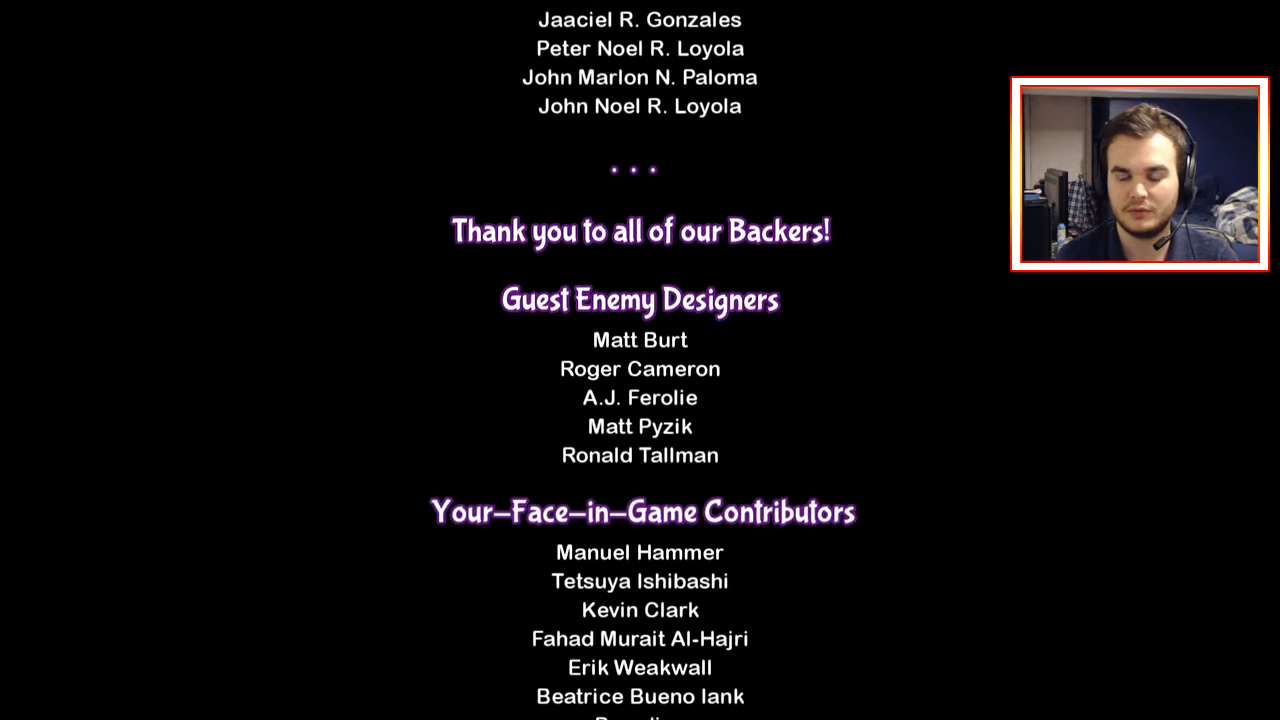 Jaaciel R. Gonzales
Peter Noel R. Loyola
John Marlon N. Paloma
John Noel R. Loyola
. . .
Thank you to all of our Backers!
Guest Enemy Designers
Matt Burt
Roger Cameron
A.J. Ferolie
Matt Pyzik
Ronald Tallman
Your–Face–in–Game Contributors
Manuel Hammer
Tetsuya Ishibashi
Kevin Clark
Fahad Murait Al-Hajri
Erik Weakwall
Beatrice Bueno Iank